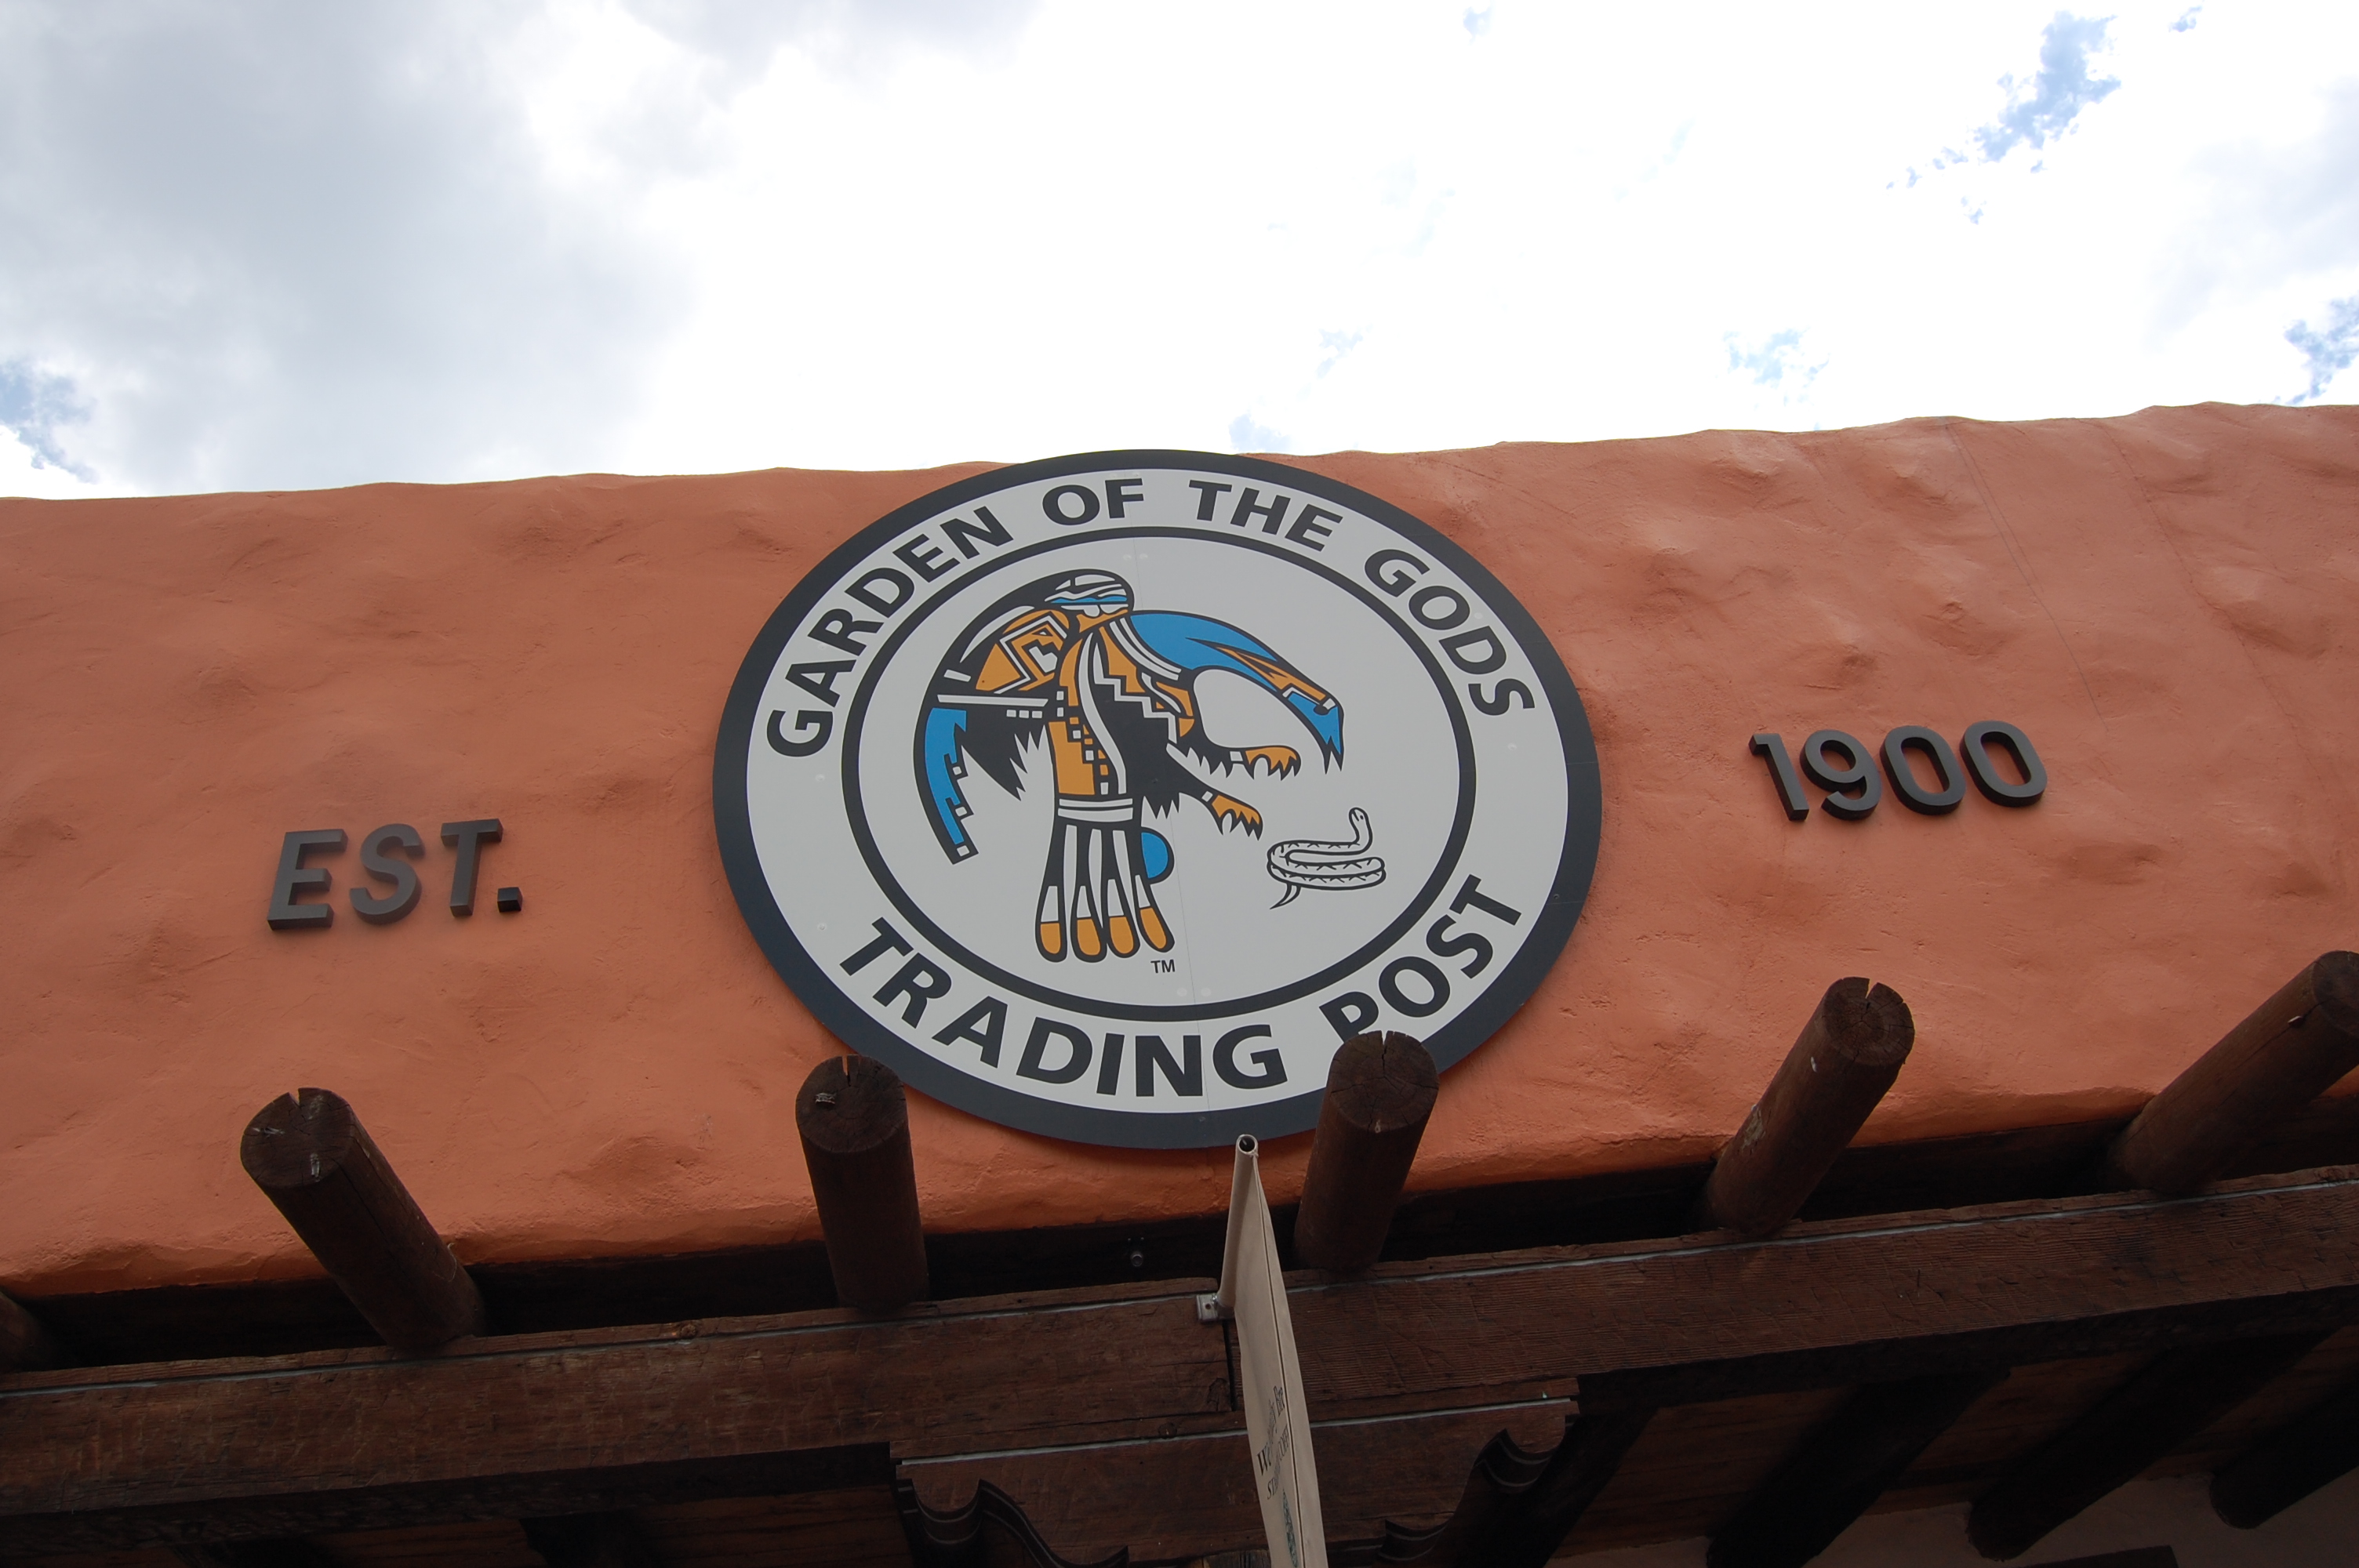 GARDEN OF THE GODS
EST.
1900
TRADING POST
TM